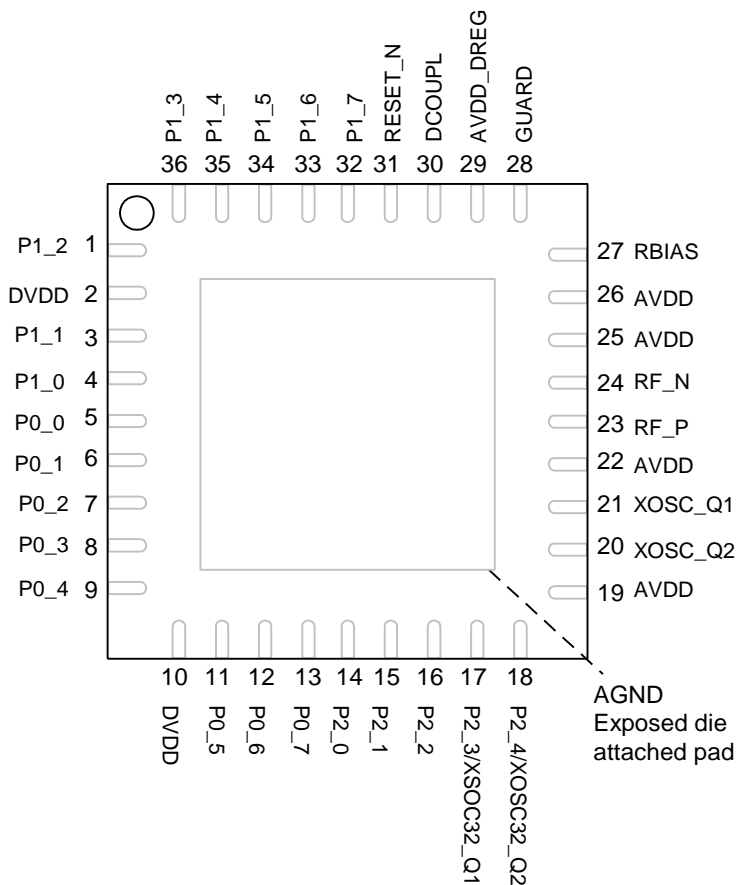 P1_3
P1_4
P1_5
P1_6
P1_7
RESET_N
DCOUPL
AVDD_DREG
GUARD
36 35 34 33 32 31 30 29 28
P1_2 1
DVDD 2
P1_1 3
P1_0 4
P0_0 5
P0_1 6
P0_2 7
P0_3 8
P0_4 9
27 RBIAS
26 AVDD
25 AVDD
24 RF_N
23 RF_P
22 AVDD
21 XOSC_Q1
20 XOSC_Q2
19 AVDD
10 11 12 13 14 15 16 17 18
DVDD
P0_5
P0_6
P0_7
P2_0
P2_1
P2_2
P2_3/XSOC32_Q1
P2_4/XOSC32_Q2
AGND
Exposed die
attached pad